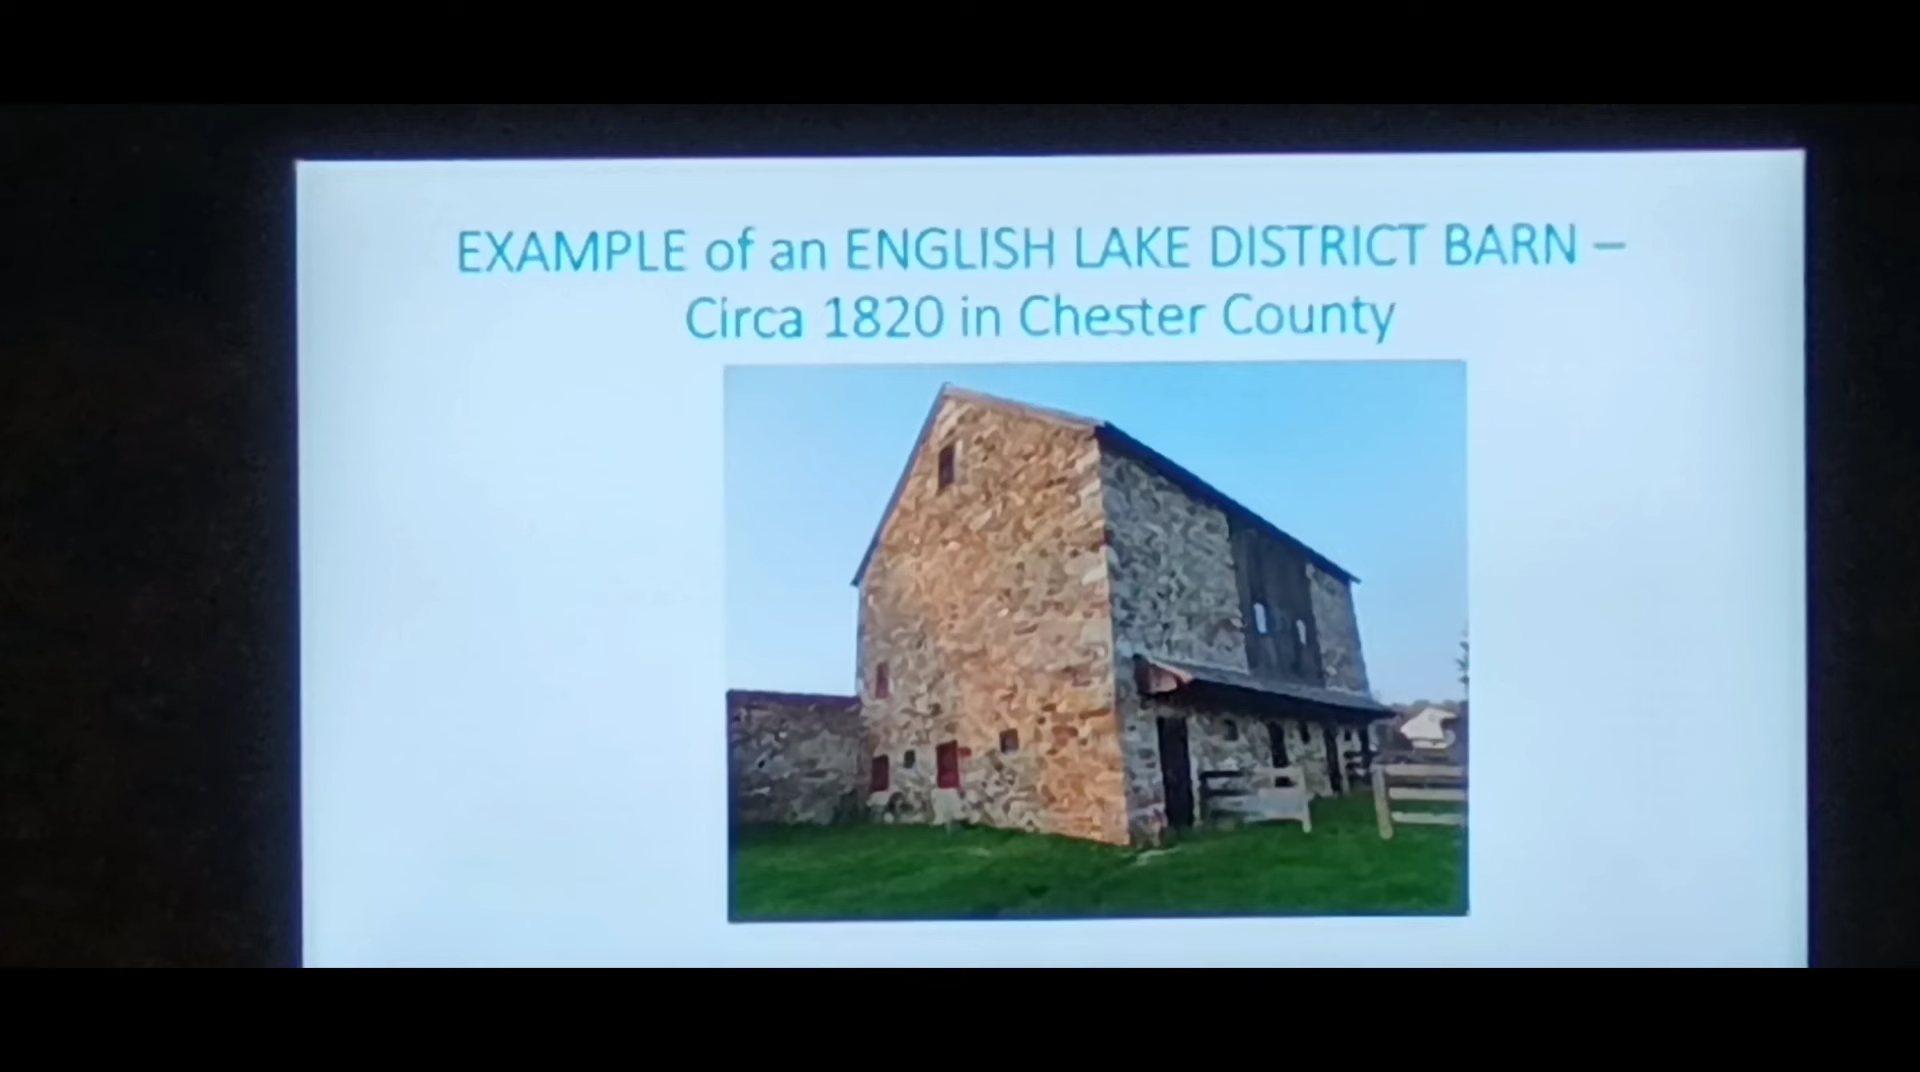 EXAMPLE of an ENGLISH LAKE DISTRICT BARN –
Circa 1820 in Chester County